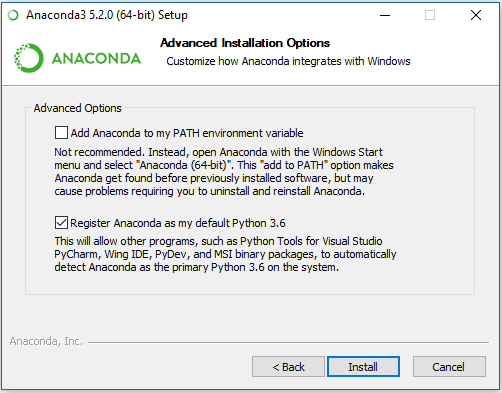 Anaconda3 5.2.0 (64-bit) Setup
ANACONDA
Advanced Installation Options
Customize how Anaconda integrates with Windows
Advanced Options
Add Anaconda to my PATH environment variable
Not recommended. Instead, open Anaconda with the Windows Start
menu and select "Anaconda (64-bit)". This "add to PATH" option makes
Anaconda get found before previously installed software, but may
cause problems requiring you to uninstall and reinstall Anaconda.
Register Anaconda as my default Python 3.6
This will allow other programs, such as Python Tools for Visual Studio
PyCharm, Wing IDE, PyDev, and MSI binary packages, to automatically
detect Anaconda as the primary Python 3.6 on the system.
Anaconda, Inc.
< Back
Install
Cancel